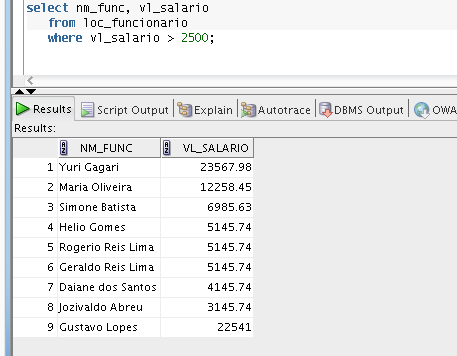 select nm_func, vl_salario
from loc_funcionario
where vl_salario > 2500;
Results Script Output Explain Autotrace DBMS Output OWA
Results:
NM_FUNC VL_SALARIO
1 Yuri Gagari 23567.98
2 Maria Oliveira 12258.45
3 Simone Batista 6985.63
4 Helio Gomes 5145.74
5 Rogerio Reis Lima 5145.74
6 Geraldo Reis Lima 5145.74
7 Daiane dos Santos 4145.74
8 Jozivaldo Abreu 3145.74
9 Gustavo Lopes 22541